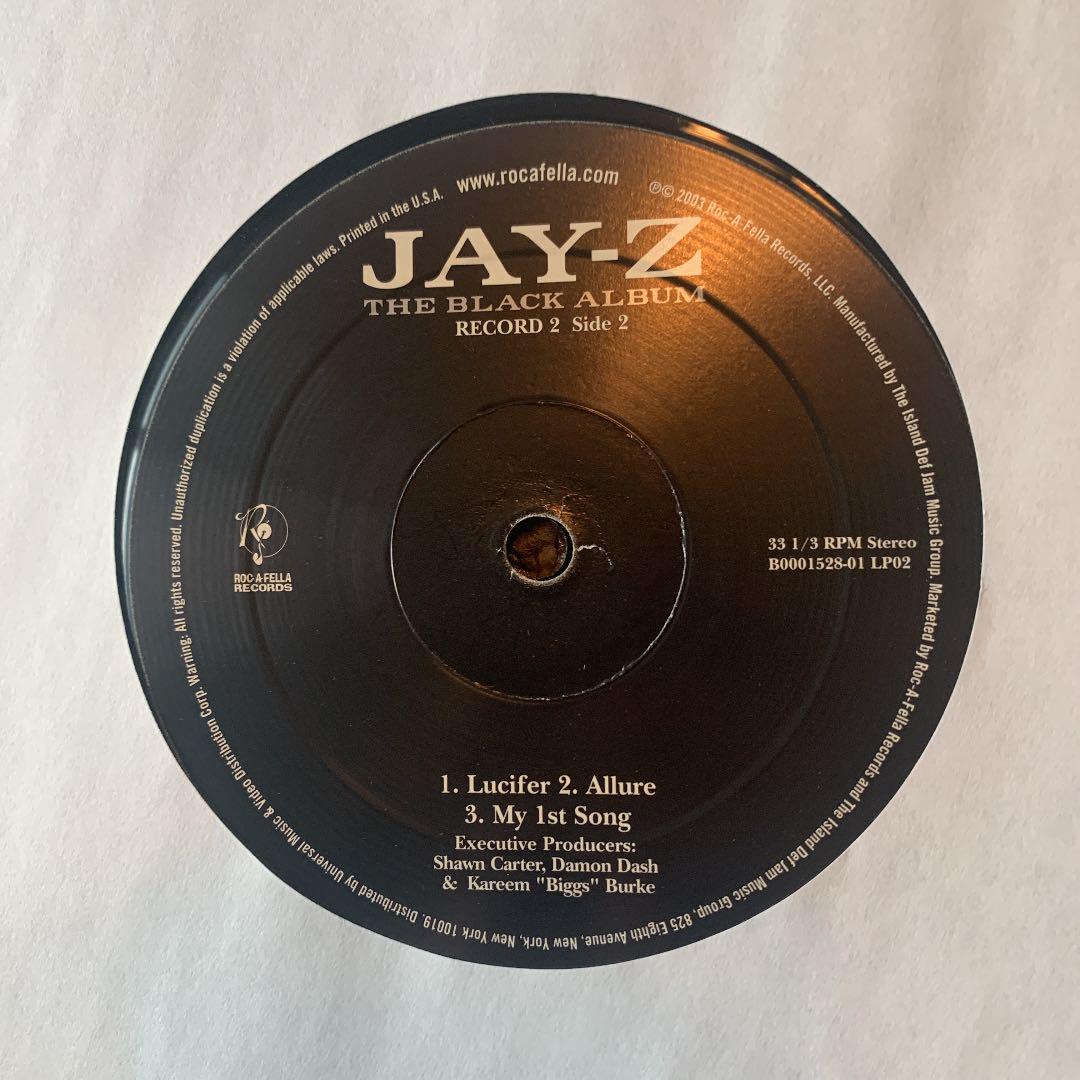 www.rocafella.com
℗© 2003 Roc-A-Fella Records, LLC. Manufactured by The Island Def Jam Music Group. Marketed by Roc-A-Fella Records and The Island Def Jam Music Group, 825 Eighth Avenue, New York, New York 10019. Distributed by Universal Music & Video Distribution Corp. Warning: All rights reserved. Unauthorized duplication is a violation of applicable laws. Printed in the U.S.A.
JAY-Z
THE BLACK ALBUM
RECORD 2 Side 2
R
ROC-A-FELLA
RECORDS
33 1/3 RPM Stereo
B0001528-01 LP02
1. Lucifer 2. Allure
3. My 1st Song
Executive Producers:
Shawn Carter, Damon Dash
& Kareem "Biggs" Burke